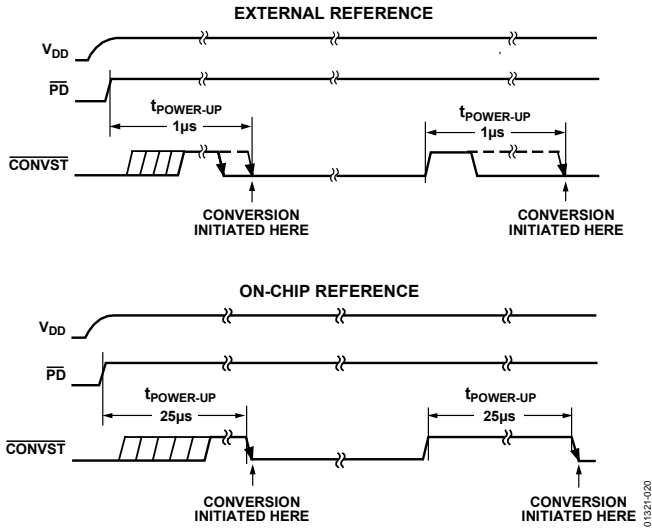 EXTERNAL REFERENCE
VDD
PD
tPOWER-UP
1µs
tPOWER-UP
1µs
CONVST
CONVERSION
INITIATED HERE
CONVERSION
INITIATED HERE
ON-CHIP REFERENCE
VDD
PD
tPOWER-UP
25µs
tPOWER-UP
25µs
CONVST
CONVERSION
INITIATED HERE
CONVERSION
INITIATED HERE
01321-020